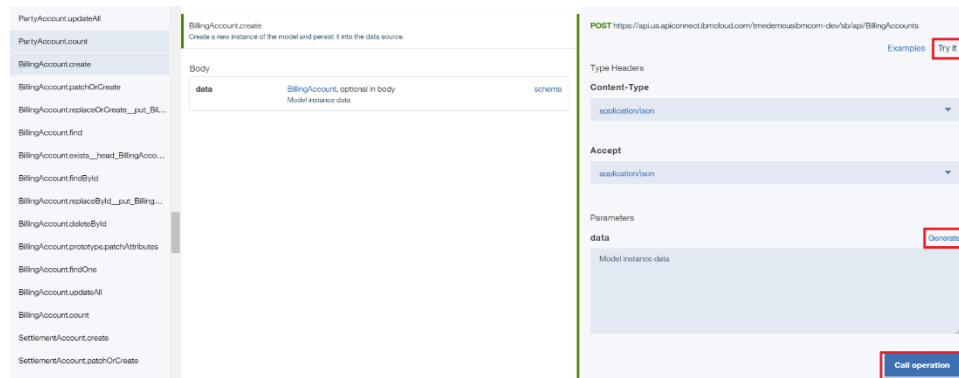 PartyAccount.updateAll
PartyAccount.count
BillingAccount.create
BillingAccount.patchOrCreate
BillingAccount.replaceOrCreate__put_Bil...
BillingAccount.find
BillingAccount.exists__head_BillingAcco...
BillingAccount.findById
BillingAccount.replaceById__put_Billing...
BillingAccount.deleteById
BillingAccount.prototype.patchAttributes
BillingAccount.findOne
BillingAccount.updateAll
BillingAccount.count
SettlementAccount.create
SettlementAccount.patchOrCreate
BillingAccount.create
Create a new instance of the model and persist it into the data source.
Body
data BillingAccount, optional in body schema
Model instance data
POST https://api.us.apiconnect.ibmcloud.com/tmedemousibmcom-dev/sb/api/BillingAccounts
Examples Try it
Type Headers
Content-Type
application/json
Accept
application/json
Parameters
data Generate
Model instance data
Call operation